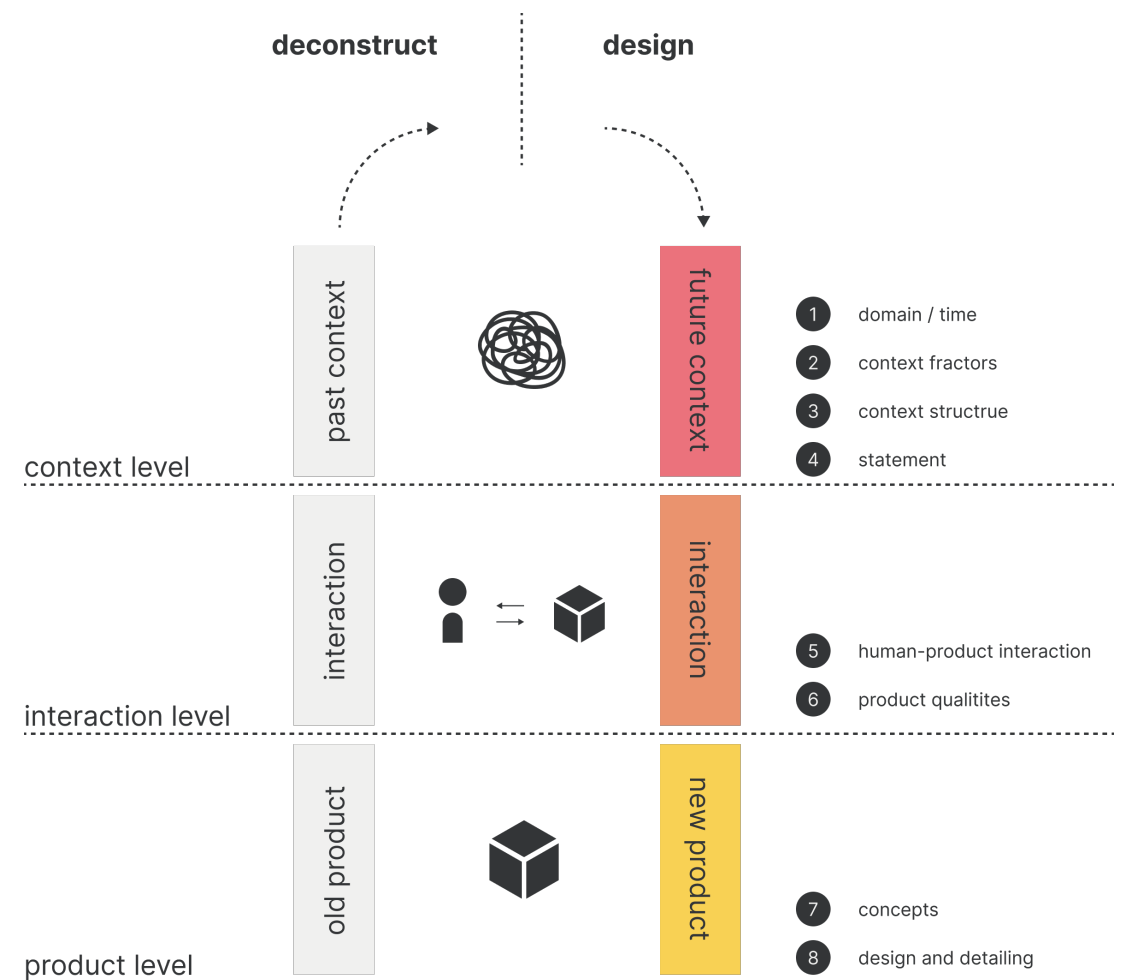 deconstruct
design
past context
future context
1 domain / time
2 context fractors
3 context structrue
4 statement
context level
interaction
interaction
5 human-product interaction
6 product qualitites
interaction level
old product
new product
7 concepts
8 design and detailing
product level